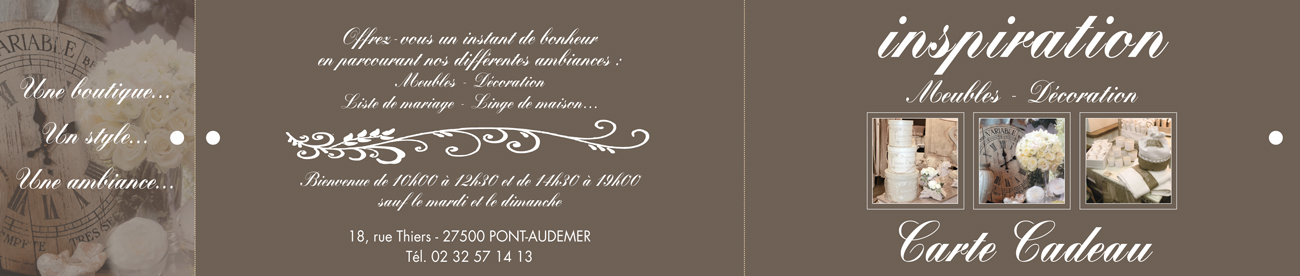 Une boutique...
Un style...
Une ambiance...
Offrez-vous un instant de bonheur
en parcourant nos différentes ambiances :
Meubles - Décoration
Liste de mariage - Linge de maison...
Bienvenue de 10h00 à 12h30 et de 14h30 à 19h00
sauf le mardi et le dimanche
18, rue Thiers - 27500 PONT-AUDEMER
Tél. 02 32 57 14 13
inspiration
Meubles - Décoration
Carte Cadeau